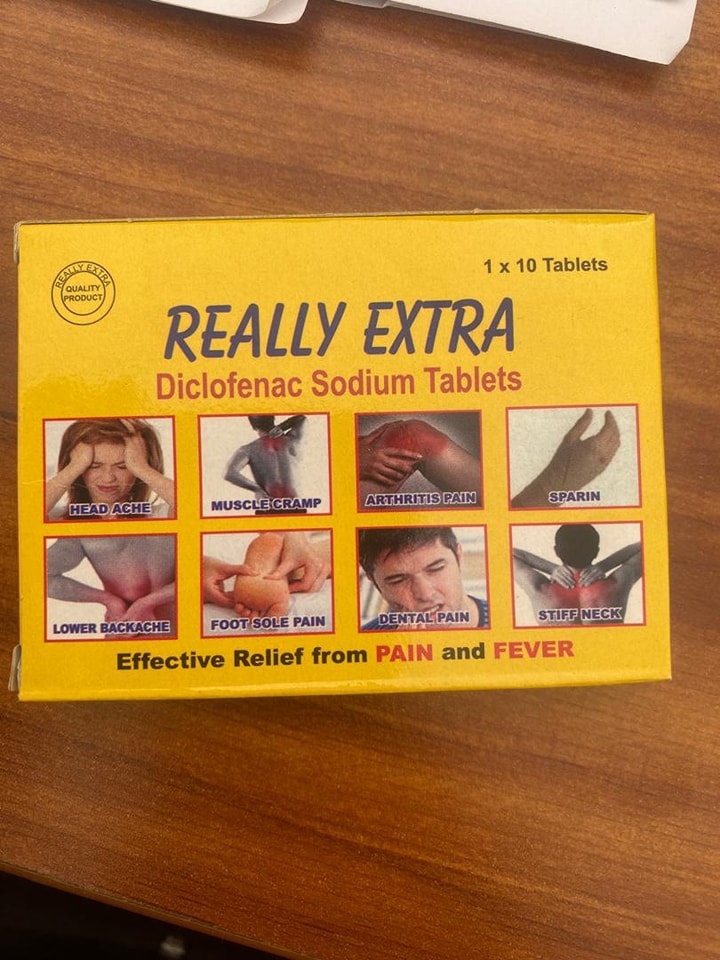 REALLY EXTRA
QUALITY
PRODUCT
1 x 10 Tablets
REALLY EXTRA
Diclofenac Sodium Tablets
HEAD ACHE
MUSCLE CRAMP
ARTHRITIS PAIN
SPARIN
LOWER BACKACHE
FOOT SOLE PAIN
DENTAL PAIN
STIFF NECK
Effective Relief from PAIN and FEVER